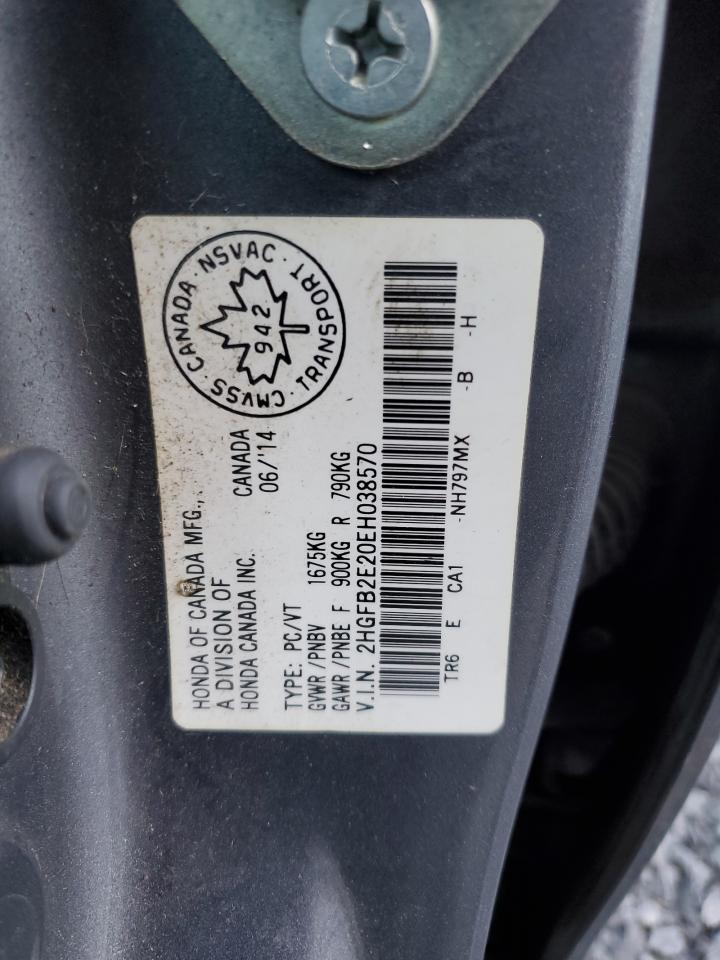 CANADA · NSVAC · TRANSPORT · CMVSS ·
942
HONDA OF CANADA MFG.,
A DIVISION OF
HONDA CANADA INC.
CANADA
06/'14
TYPE: PC/VT
GVWR/PNBV 1675KG
GAWR/PNBE F 900KG R 790KG
V.I.N. 2HGFB2E20EH038570
TR6 E CA1 -NH797MX -B -H